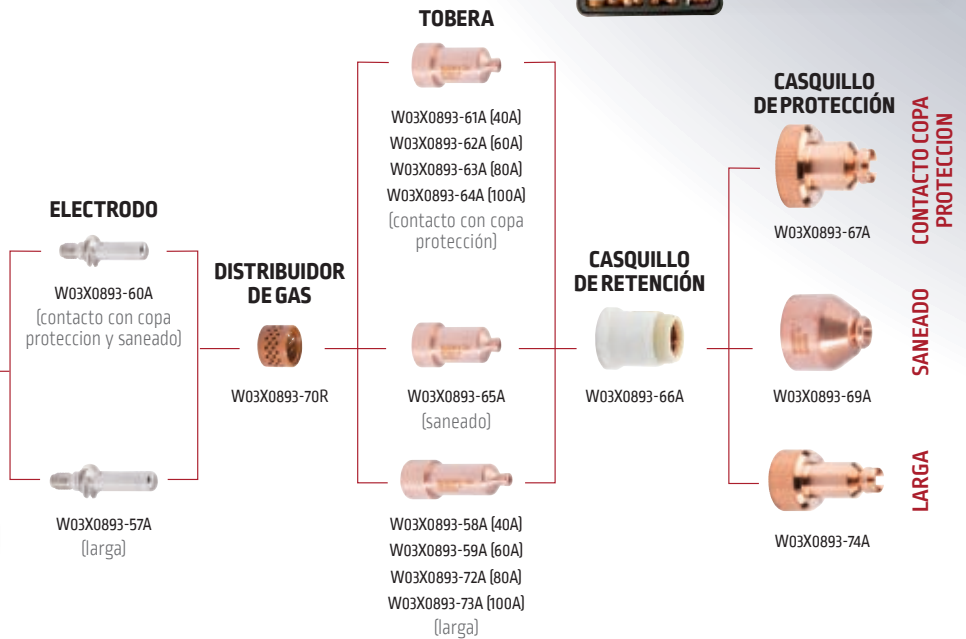 TOBERA
W03X0893-61A (40A)
W03X0893-62A (60A)
W03X0893-63A (80A)
W03X0893-64A (100A)
(contacto con copa
protección)
ELECTRODO
W03X0893-60A
(contacto con copa
proteccion y saneado)
W03X0893-57A
(larga)
DISTRIBUIDOR
DE GAS
W03X0893-70R
W03X0893-65A
(saneado)
W03X0893-58A (40A)
W03X0893-59A (60A)
W03X0893-72A (80A)
W03X0893-73A (100A)
(larga)
CASQUILLO
DE RETENCIÓN
W03X0893-66A
CASQUILLO
DE PROTECCIÓN
W03X0893-67A
CONTACTO COPA
PROTECCION
W03X0893-69A
SANEADO
W03X0893-74A
LARGA